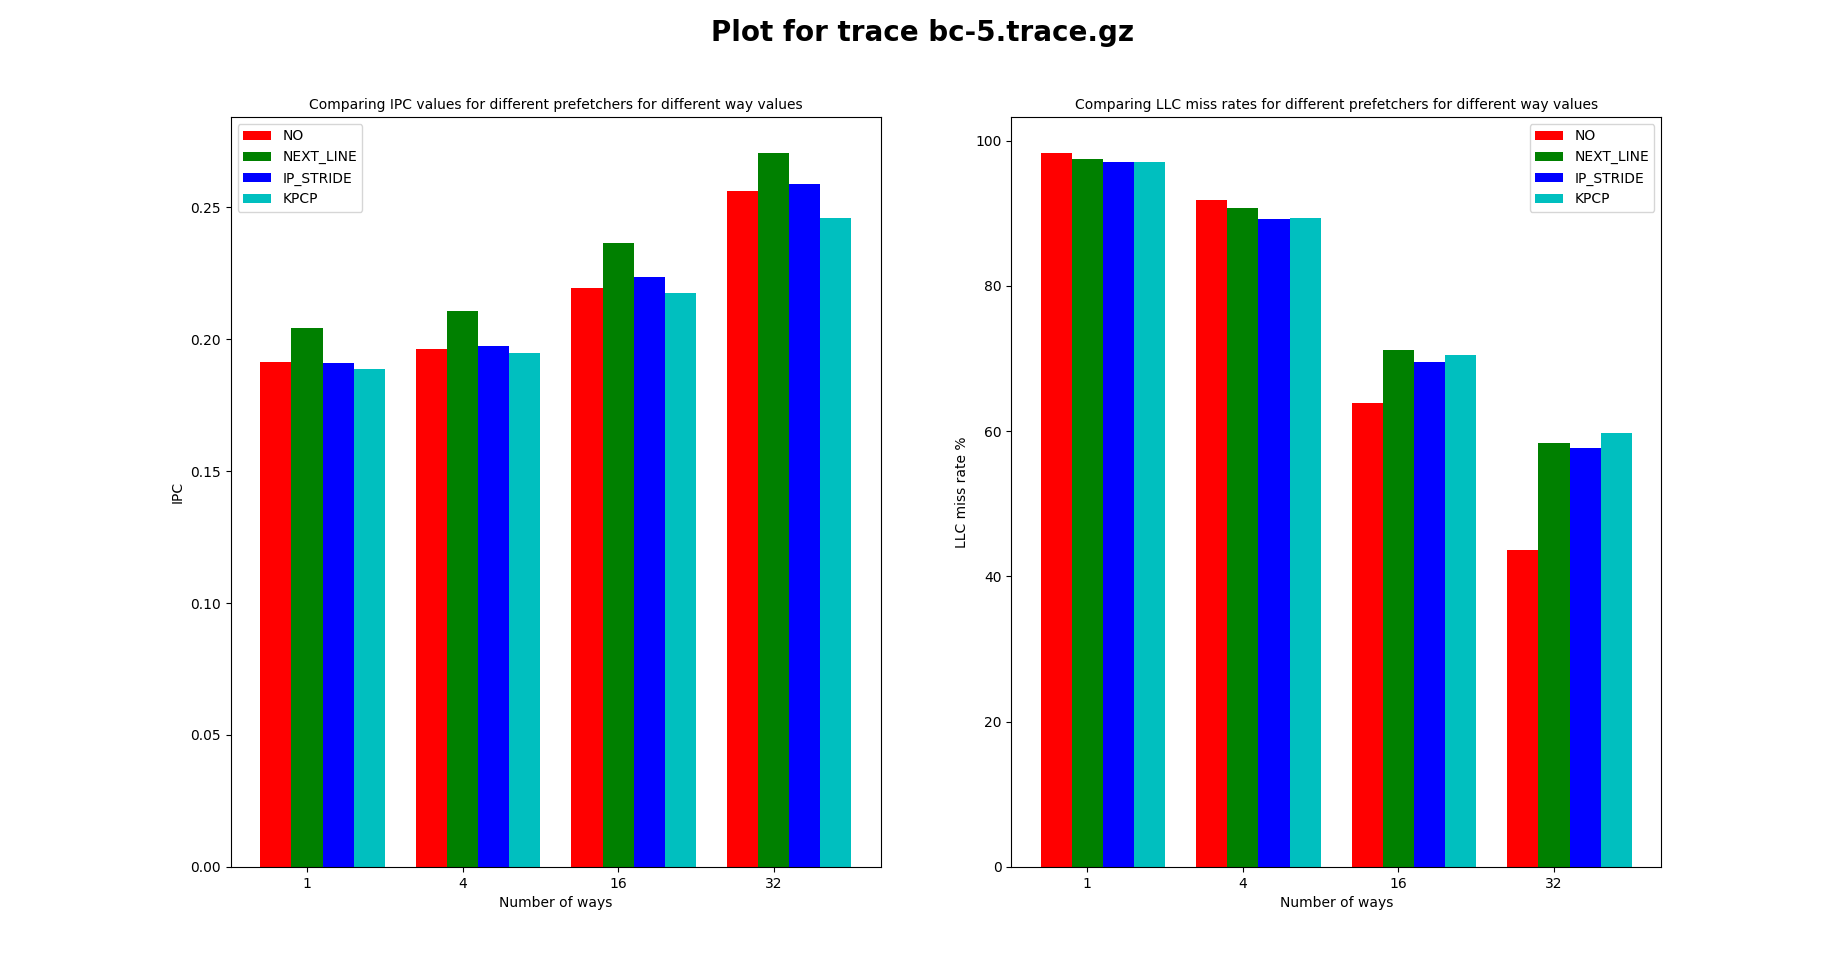 Plot for trace bc-5.trace.gz
Comparing IPC values for different prefetchers for different way values
NO
NEXT_LINE
IP_STRIDE
KPCP
0.25
0.20
0.15
0.10
0.05
0.00
IPC
1 4 16 32
Number of ways
Comparing LLC miss rates for different prefetchers for different way values
NO
NEXT_LINE
IP_STRIDE
KPCP
100
80
60
40
20
0
LLC miss rate %
1 4 16 32
Number of ways